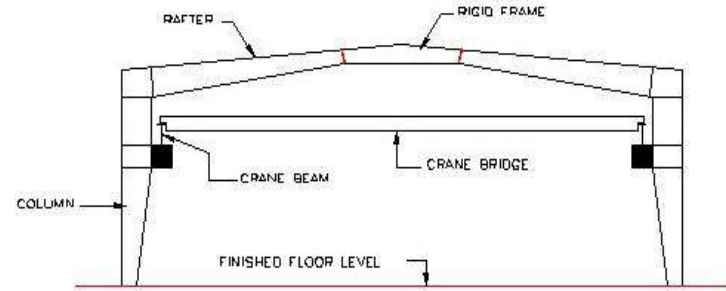 RAFTER
RIGID FRAME
CRANE BEAM
CRANE BRIDGE
COLUMN
FINISHED FLOOR LEVEL